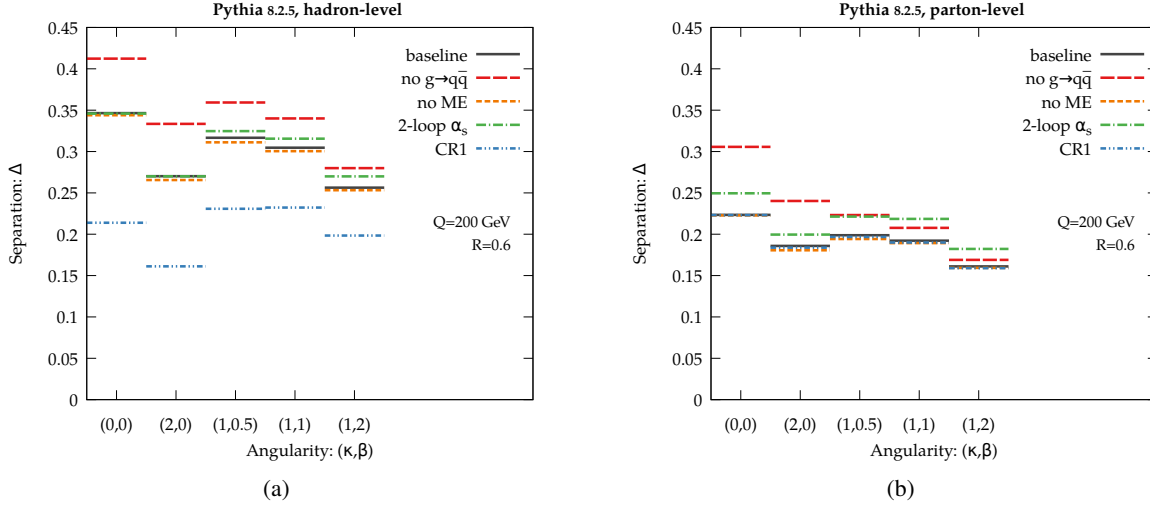 Pythia 8.2.5, hadron-level
Separation: Δ
0.45
0.4
0.35
0.3
0.25
0.2
0.15
0.1
0.05
0
baseline
no g→qq̅
no ME
2-loop αs
CR1
Q=200 GeV
R=0.6
(0,0) (2,0) (1,0.5) (1,1) (1,2)
Angularity: (κ,β)
(a)
Pythia 8.2.5, parton-level
Separation: Δ
0.45
0.4
0.35
0.3
0.25
0.2
0.15
0.1
0.05
0
baseline
no g→qq̅
no ME
2-loop αs
CR1
Q=200 GeV
R=0.6
(0,0) (2,0) (1,0.5) (1,1) (1,2)
Angularity: (κ,β)
(b)